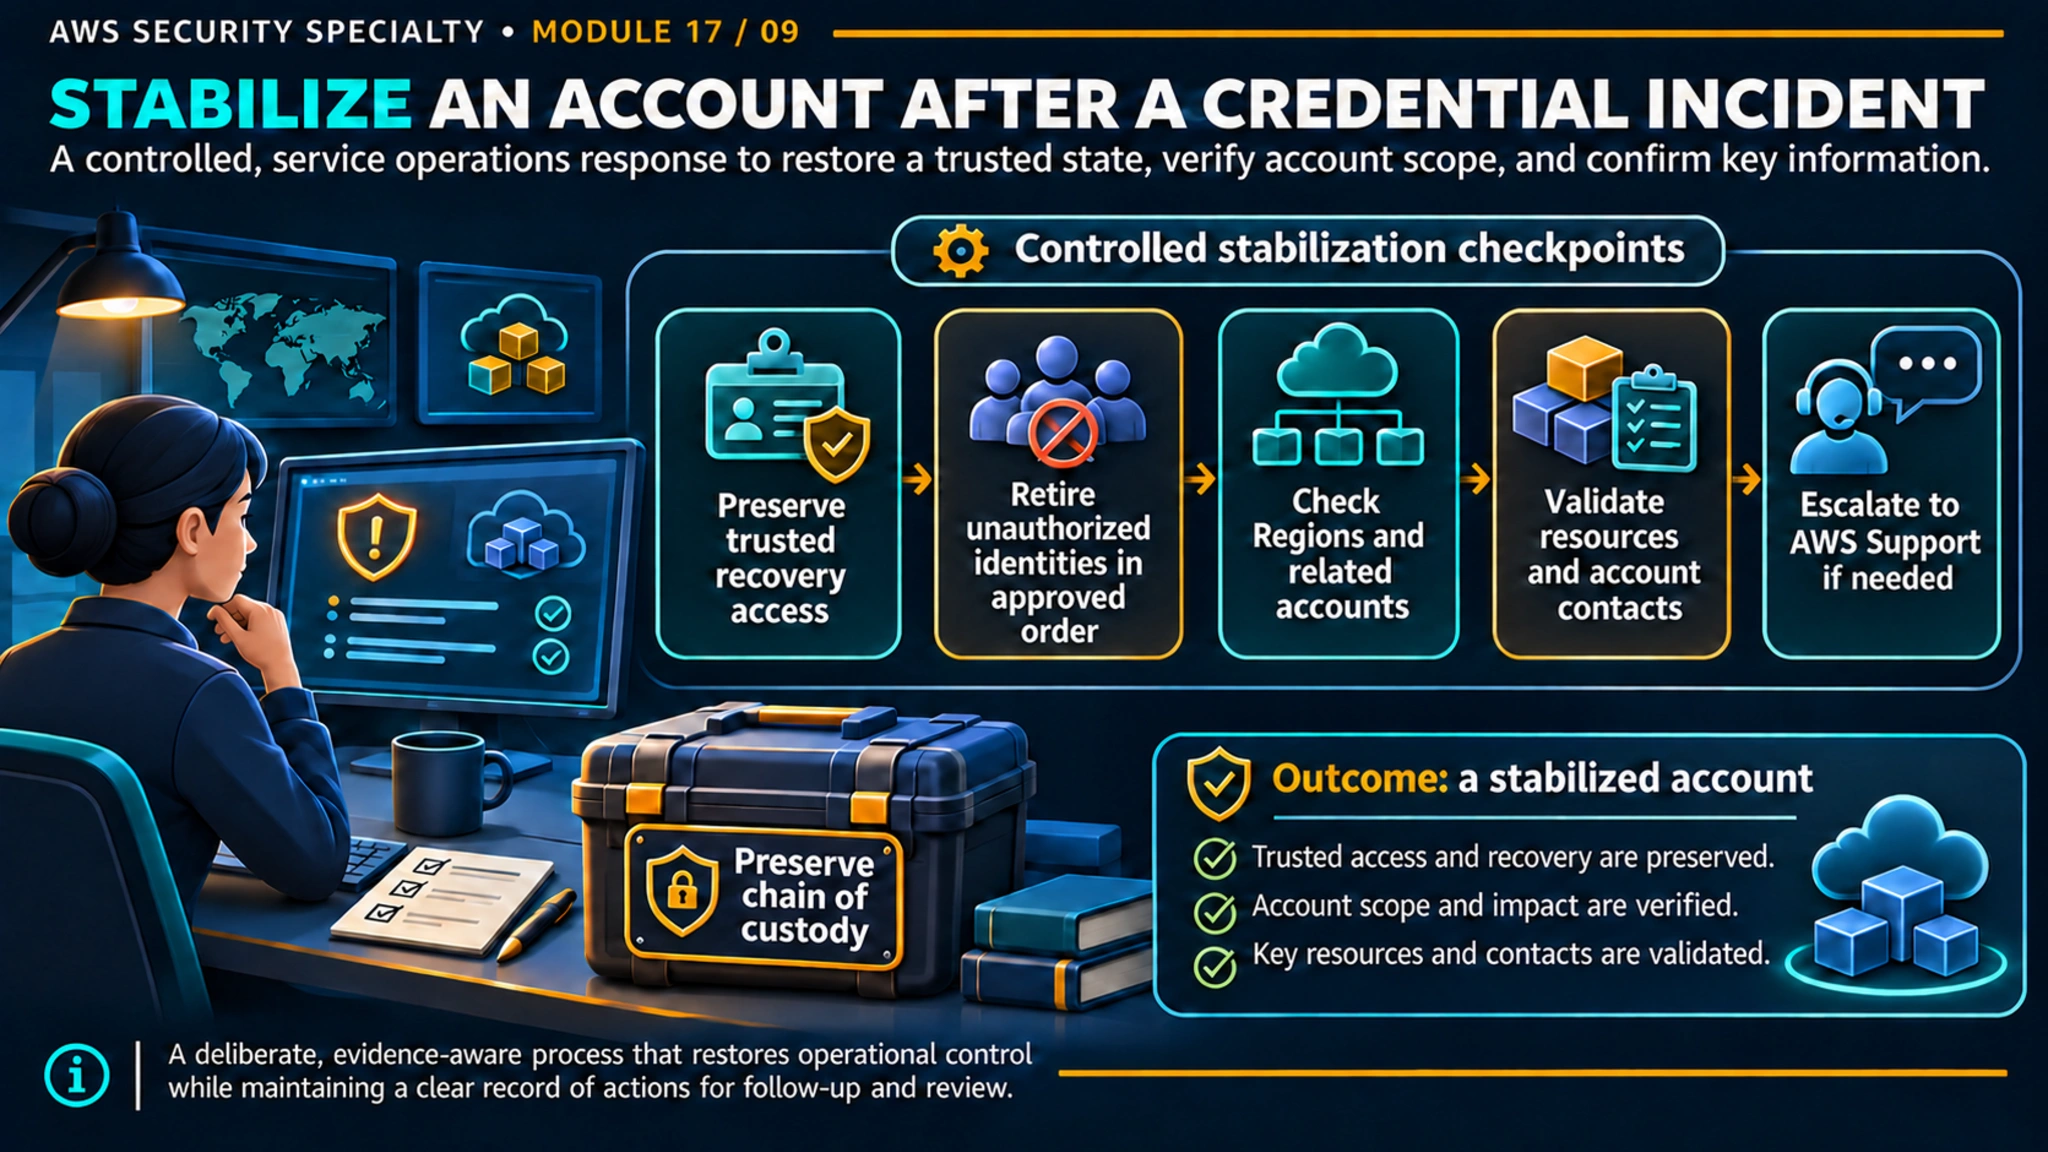 AWS SECURITY SPECIALTY • MODULE 17 / 09
STABILIZE AN ACCOUNT AFTER A CREDENTIAL INCIDENT
A controlled, service operations response to restore a trusted state, verify account scope, and confirm key information.
Controlled stabilization checkpoints
Preserve
trusted
recovery
access
Retire
unauthorized
identities in
approved
order
Check
Regions and
related
accounts
Validate
resources
and account
contacts
Escalate to
AWS Support
if needed
Preserve
chain of
custody
Outcome: a stabilized account
Trusted access and recovery are preserved.
Account scope and impact are verified.
Key resources and contacts are validated.
A deliberate, evidence-aware process that restores operational control
while maintaining a clear record of actions for follow-up and review.